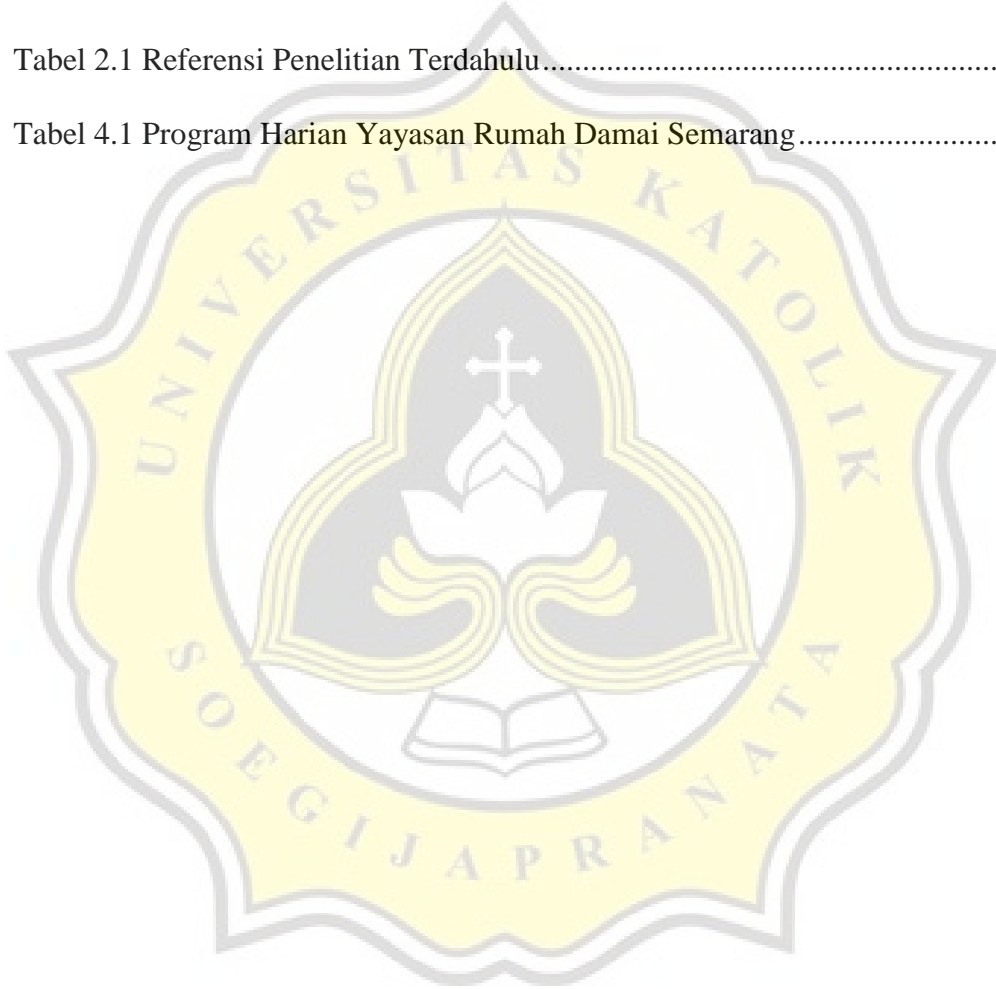 Tabel 2.1 Referensi Penelitian Terdahulu.........................................................
Tabel 4.1 Program Harian Yayasan Rumah Damai Semarang.........................
UNIVERSITAS KATOLIK
SOEGIJAPRANATA